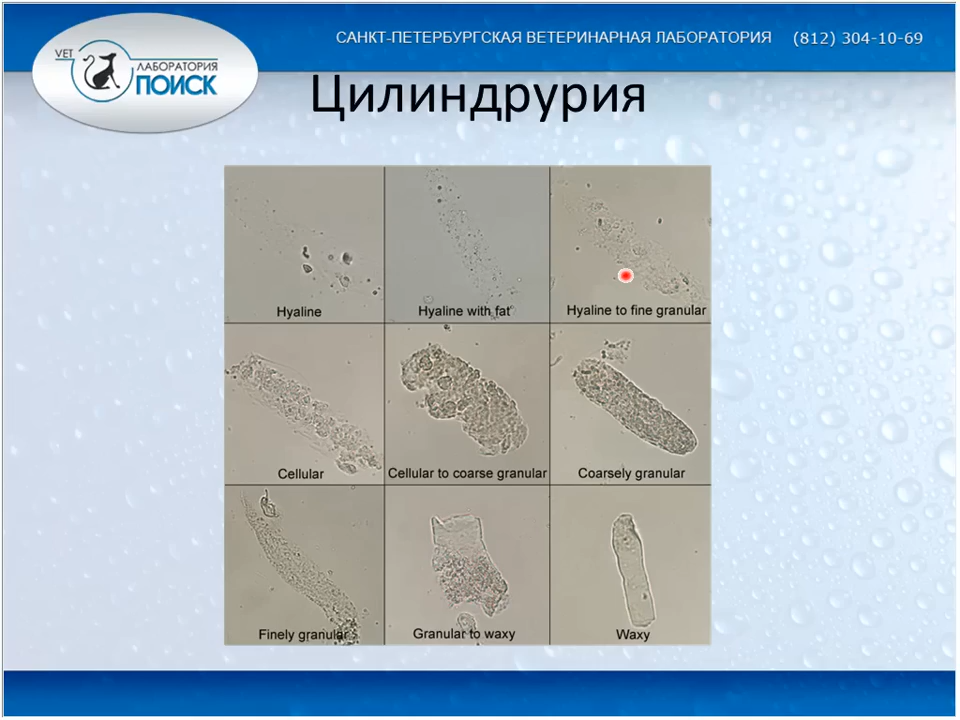 САНКТ-ПЕТЕРБУРГСКАЯ ВЕТЕРИНАРНАЯ ЛАБОРАТОРИЯ (812) 304-10-69
VET
ЛАБОРАТОРИЯ
ПОИСК
Цилиндрурия
Hyaline
Hyaline with fat
Hyaline to fine granular
Cellular
Cellular to coarse granular
Coarsely granular
Finely granular
Granular to waxy
Waxy